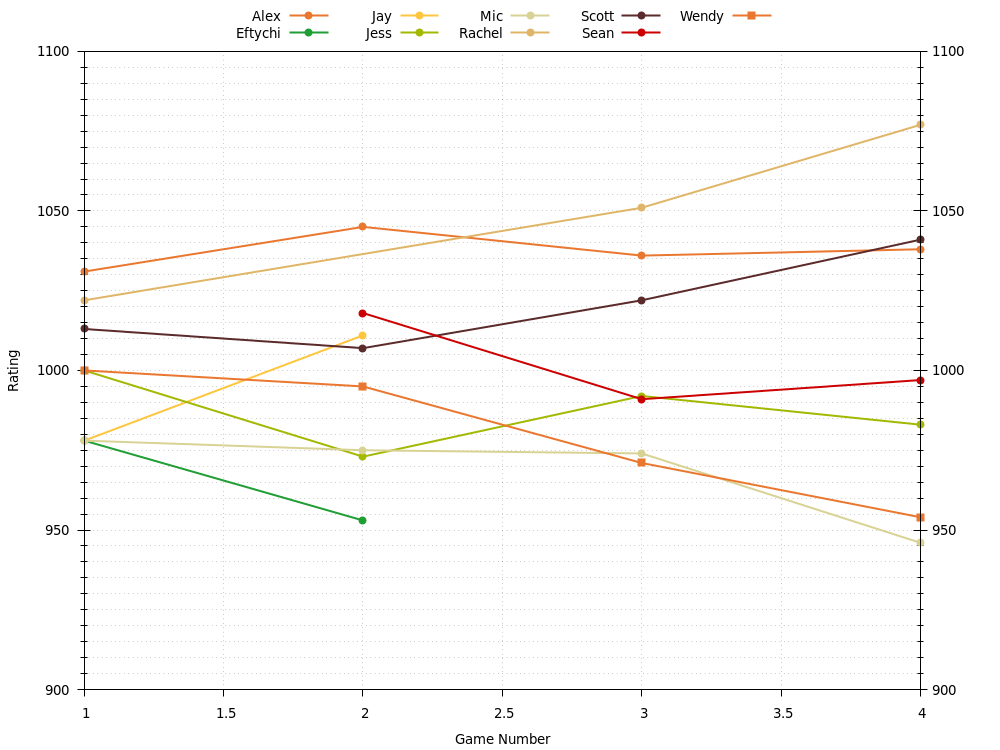 Alex Jay Mic Scott Wendy
Eftychi Jess Rachel Sean
1100 1100
1050 1050
1000 1000
950 950
900 900
Rating
1 1.5 2 2.5 3 3.5 4
Game Number